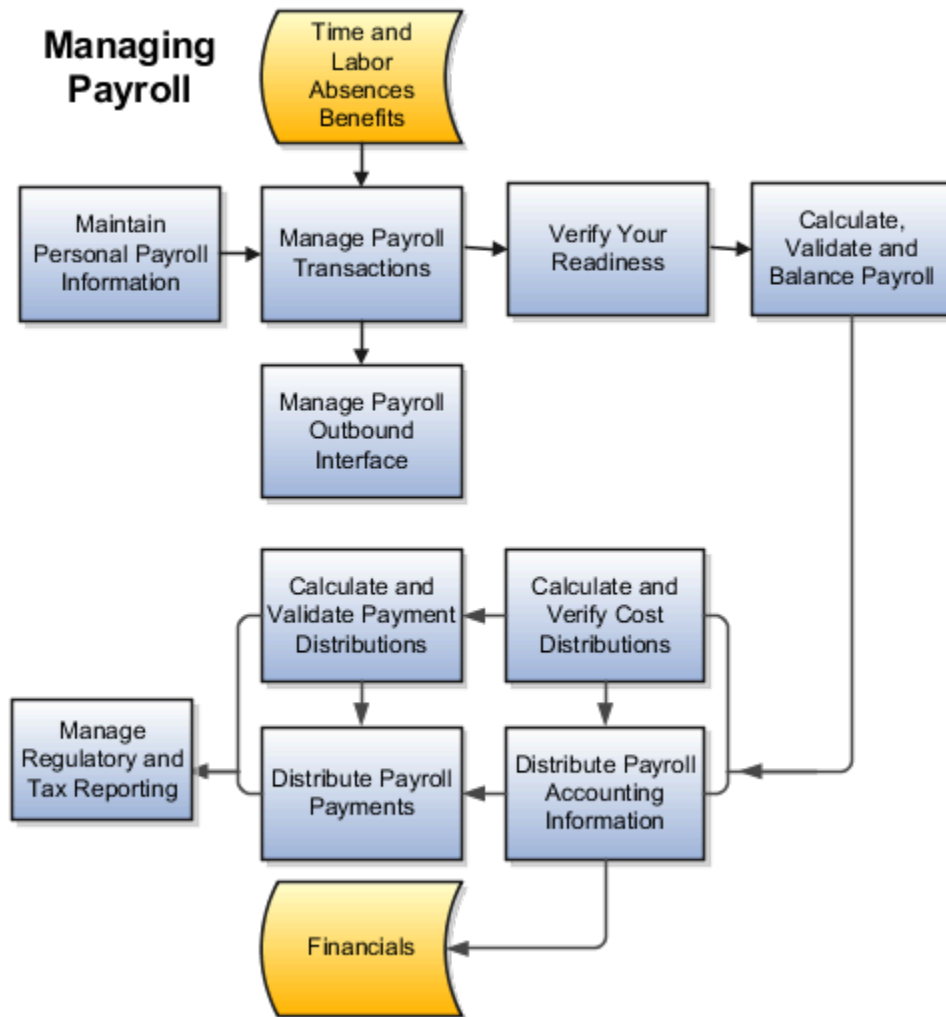 Managing
Payroll
Time and
Labor
Absences
Benefits
Maintain
Personal Payroll
Information
Manage Payroll
Transactions
Verify Your
Readiness
Calculate,
Validate and
Balance Payroll
Manage Payroll
Outbound
Interface
Calculate and
Validate Payment
Distributions
Calculate and
Verify Cost
Distributions
Manage
Regulatory and
Tax Reporting
Distribute Payroll
Payments
Distribute Payroll
Accounting
Information
Financials